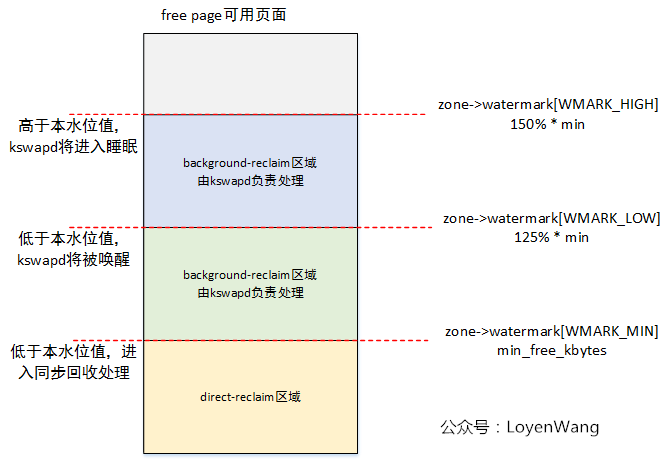 free page可用页面
高于本水位值，
kswapd将进入睡眠
zone->watermark[WMARK_HIGH]
150% * min
background-reclaim区域
由kswapd负责处理
低于本水位值，
kswapd将被唤醒
zone->watermark[WMARK_LOW]
125% * min
background-reclaim区域
由kswapd负责处理
低于本水位值，进
入同步回收处理
zone->watermark[WMARK_MIN]
min_free_kbytes
direct-reclaim区域
公众号：LoyenWang